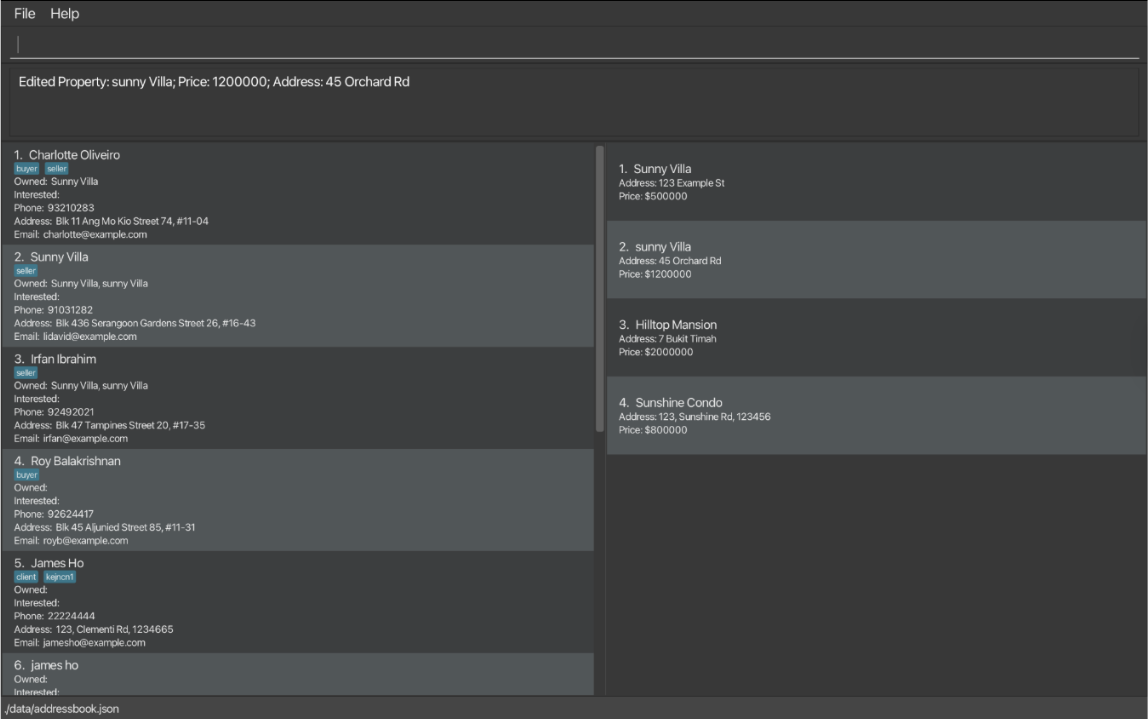 File Help
Edited Property: sunny Villa; Price: 1200000; Address: 45 Orchard Rd
1. Charlotte Oliveiro
buyer seller
Owned: Sunny Villa
Interested:
Phone: 93210283
Address: Blk 11 Ang Mo Kio Street 74, #11-04
Email: charlotte@example.com
2. Sunny Villa
seller
Owned: Sunny Villa, sunny Villa
Interested:
Phone: 91031282
Address: Blk 436 Serangoon Gardens Street 26, #16-43
Email: lidavid@example.com
3. Irfan Ibrahim
seller
Owned: Sunny Villa, sunny Villa
Interested:
Phone: 92492021
Address: Blk 47 Tampines Street 20, #17-35
Email: irfan@example.com
4. Roy Balakrishnan
buyer
Owned:
Interested:
Phone: 92624417
Address: Blk 45 Aljunied Street 85, #11-31
Email: royb@example.com
5. James Ho
client kejncn1
Owned:
Interested:
Phone: 22224444
Address: 123, Clementi Rd, 1234665
Email: jamesho@example.com
6. james ho
Owned:
Interested:
1. Sunny Villa
Address: 123 Example St
Price: $500000
2. sunny Villa
Address: 45 Orchard Rd
Price: $1200000
3. Hilltop Mansion
Address: 7 Bukit Timah
Price: $2000000
4. Sunshine Condo
Address: 123, Sunshine Rd, 123456
Price: $800000
./data/addressbook.json